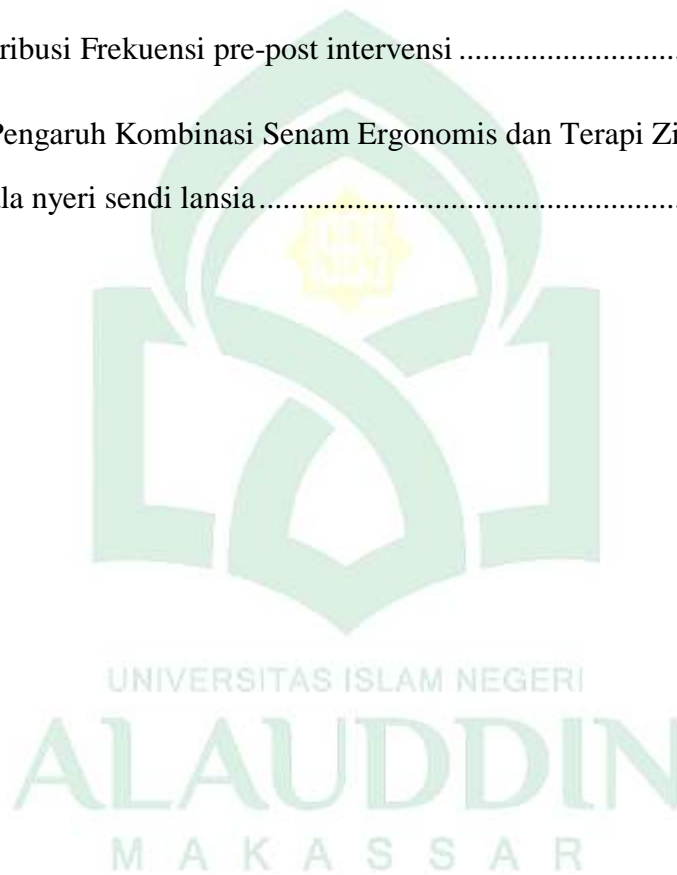 ribusi Frekuensi pre-post intervensi ...........................
Pengaruh Kombinasi Senam Ergonomis dan Terapi Zi
la nyeri sendi lansia .....................................................
UNIVERSITAS ISLAM NEGERI
ALAUDDIN
MAKASSAR